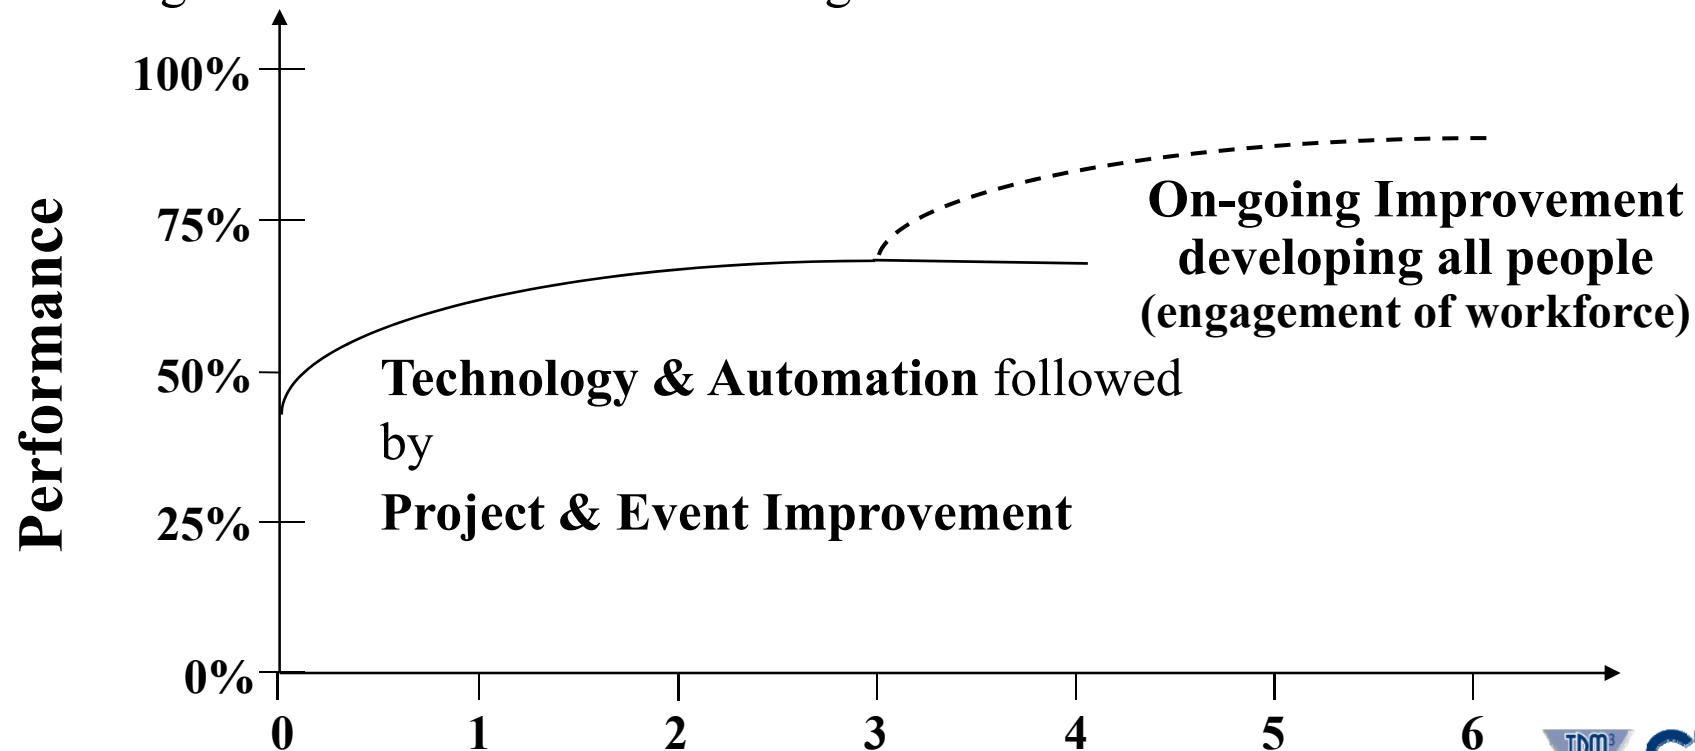 100%
75%
50%
25%
0%
Performance
On-going Improvement
developing all people
(engagement of workforce)
Technology & Automation followed
by
Project & Event Improvement
0 1 2 3 4 5 6
TDM³